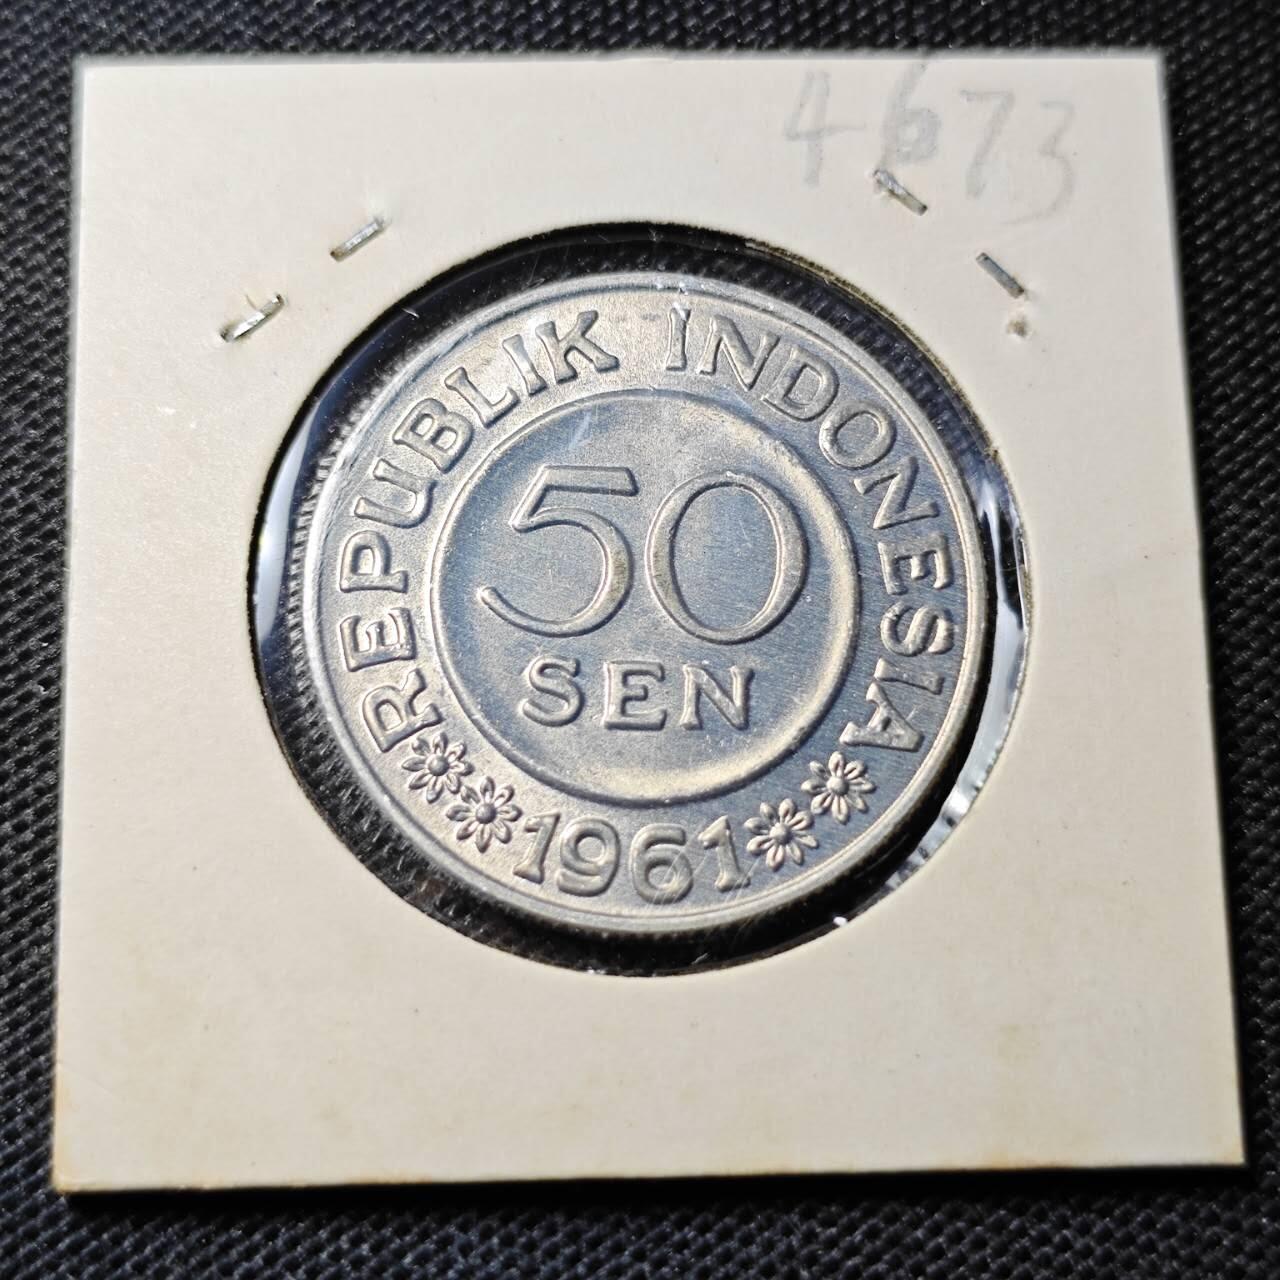 4673
REPUBLIK INDONESIA
50
SEN
1961